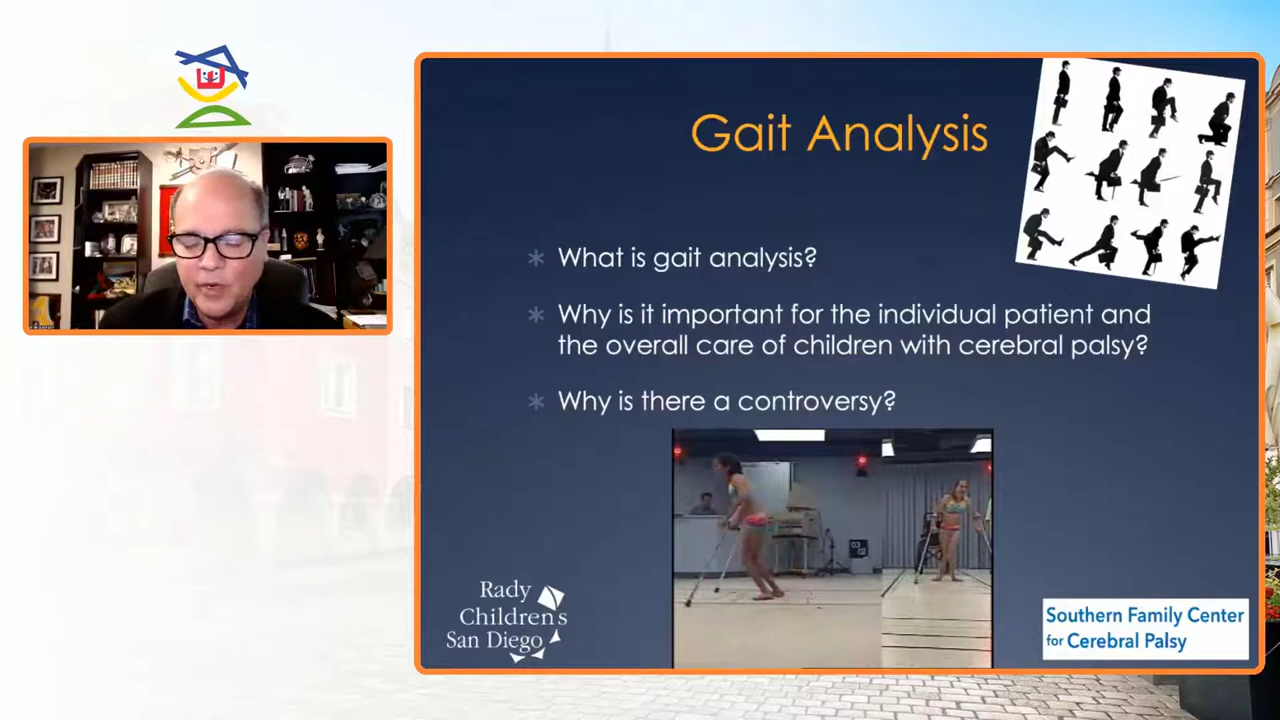 Gait Analysis
What is gait analysis?
Why is it important for the individual patient and
the overall care of children with cerebral palsy?
Why is there a controversy?
Rady
Children's
San Diego
Southern Family Center
for Cerebral Palsy